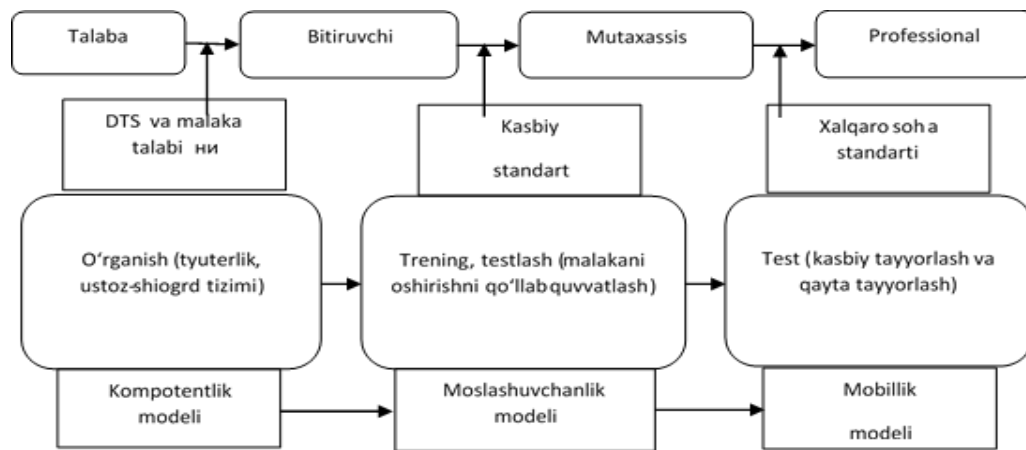 Talaba
Bitiruvchi
Mutaxassis
Professional
DTS va malaka
talabi ни
Kasbiy
standart
Xalqaro soha
standarti
O‘rganish (tyuterlik,
ustoz-shiogrd tizimi)
Trening, testlash (malakani
oshirishni qo‘llabquvvatlash)
Test (kasbiy tayyorlash va
qayta tayyorlash)
Kompotentlik
modeli
Moslashuvchanlik
modeli
Mobillik
modeli